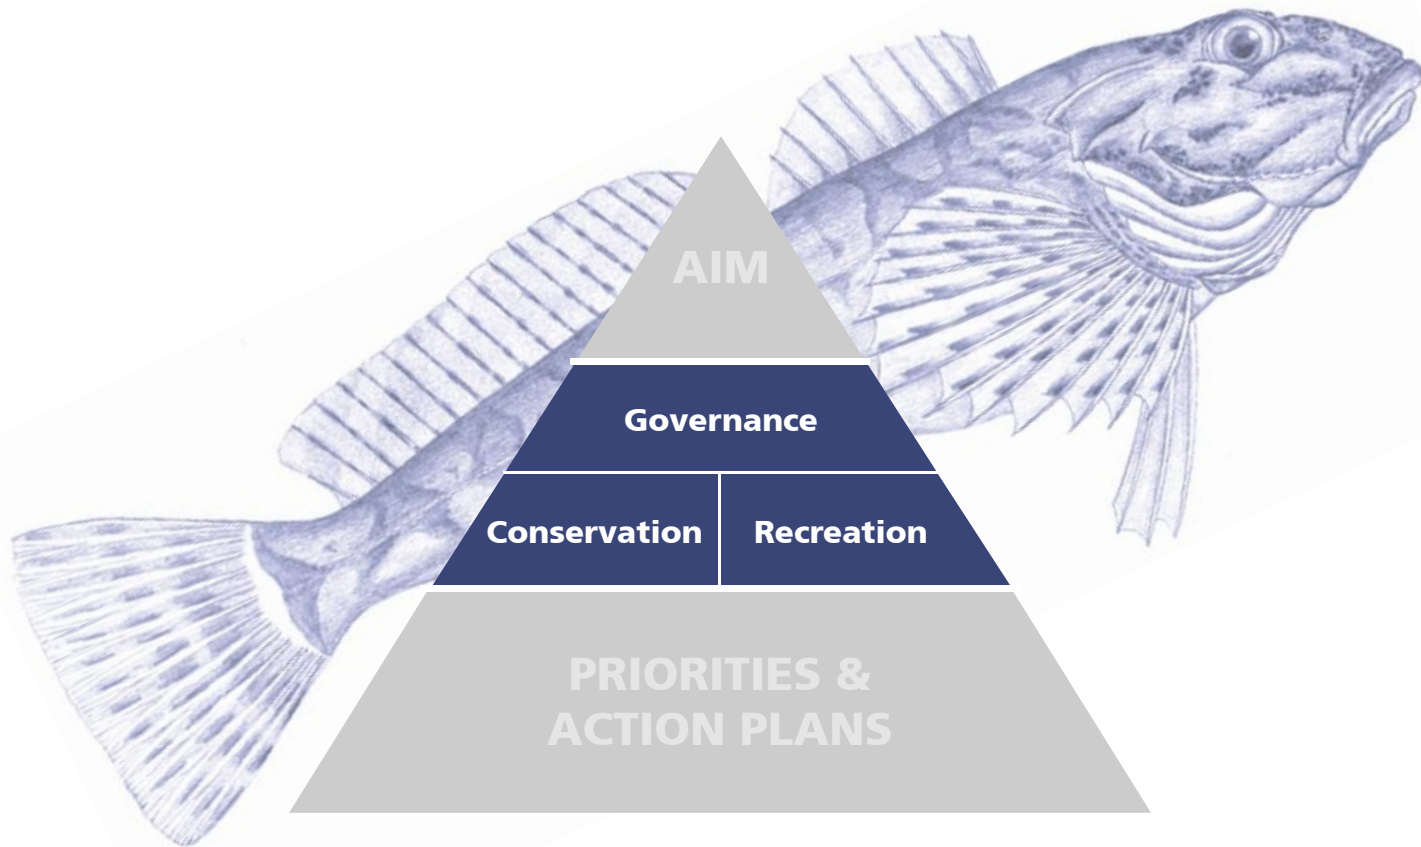 AIM
Governance
Conservation Recreation
PRIORITIES &
ACTION PLANS